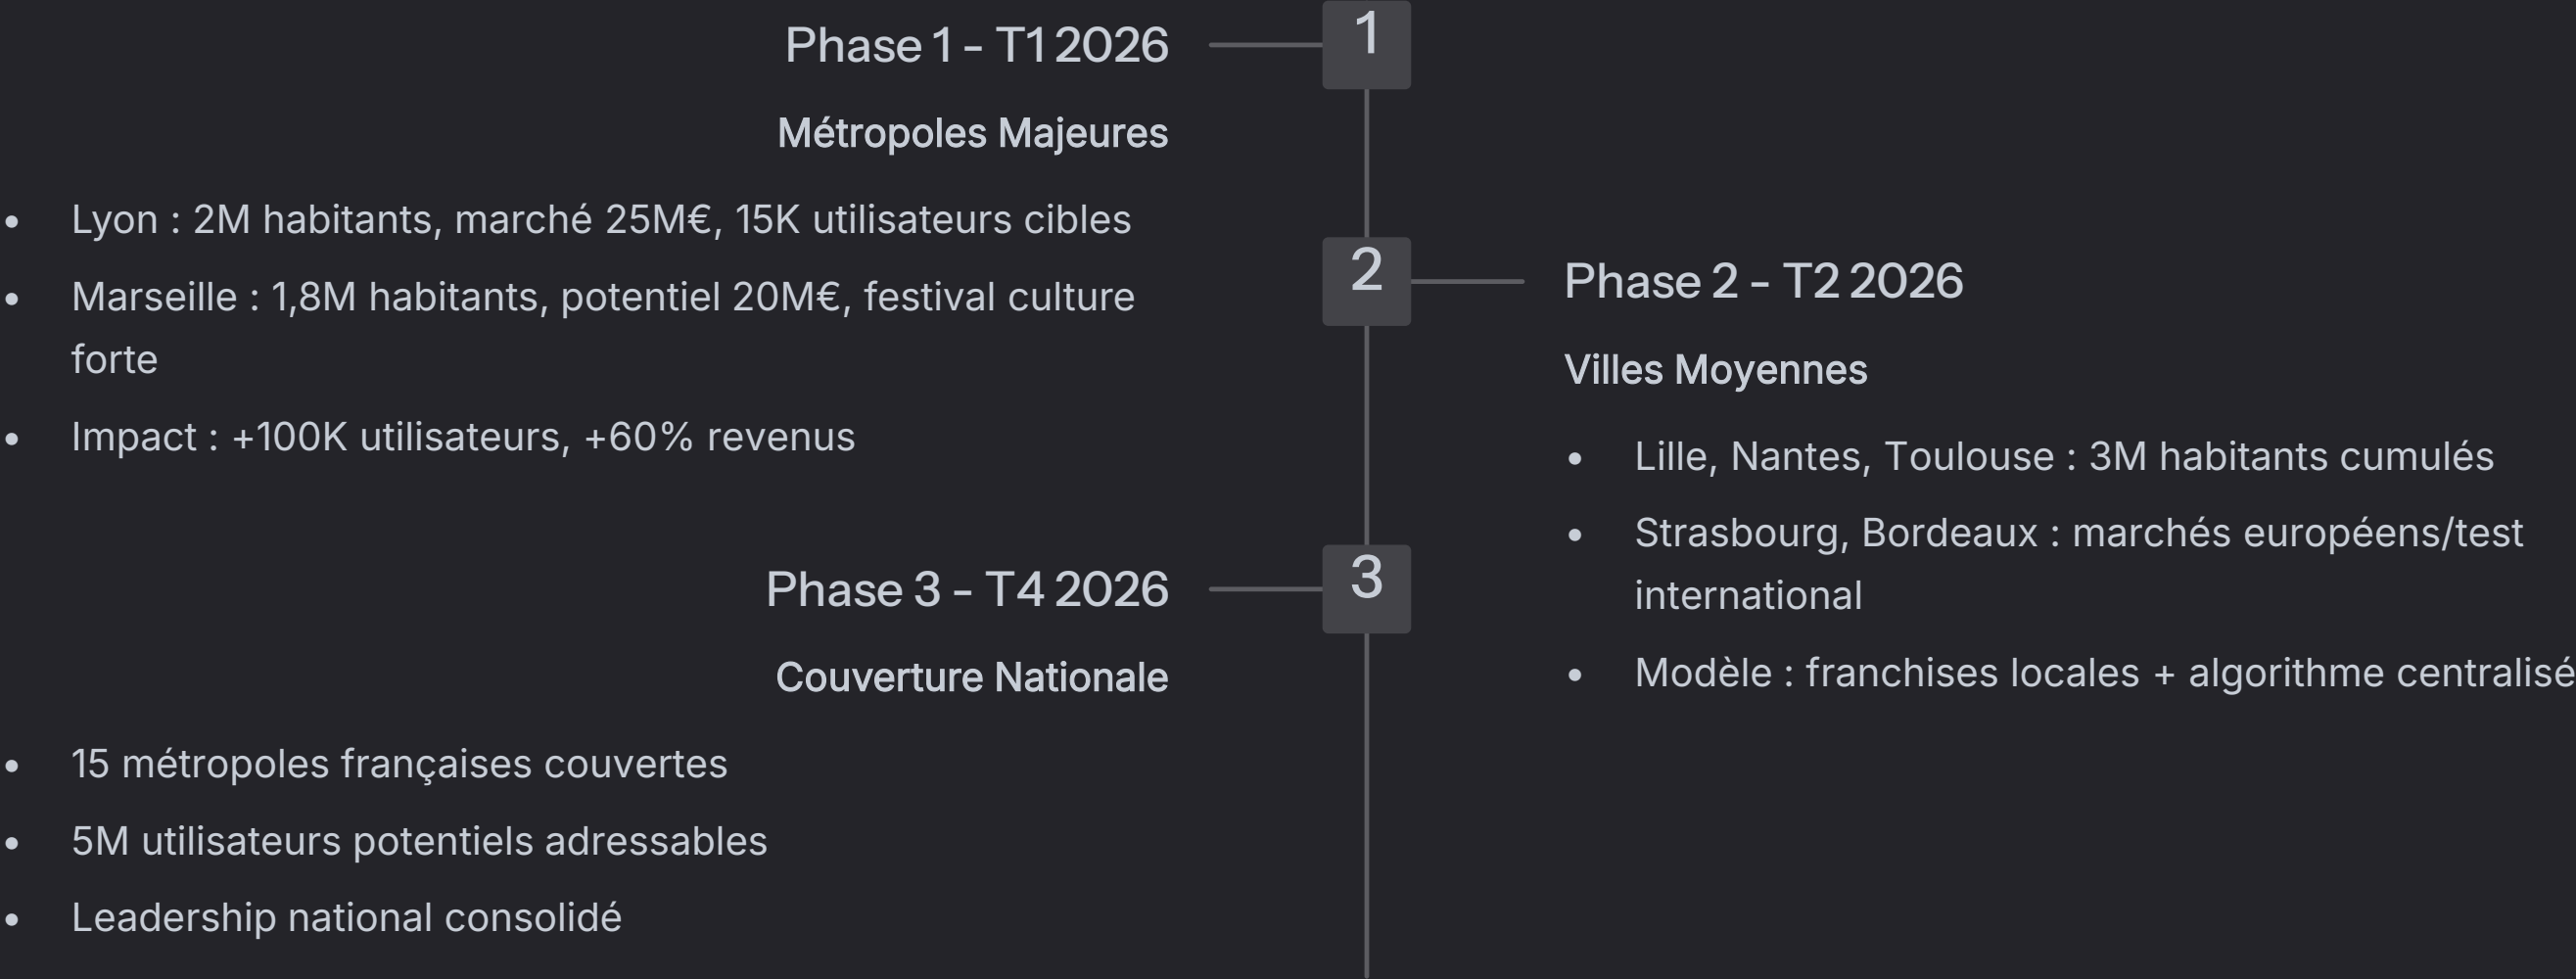 1
Phase 1 - T1 2026
Métropoles Majeures
• Lyon : 2M habitants, marché 25M€, 15K utilisateurs cibles
• Marseille : 1,8M habitants, potentiel 20M€, festival culture
forte
• Impact : +100K utilisateurs, +60% revenus
2
Phase 2 - T2 2026
Villes Moyennes
• Lille, Nantes, Toulouse : 3M habitants cumulés
• Strasbourg, Bordeaux : marchés européens/test
international
• Modèle : franchises locales + algorithme centralisé
3
Phase 3 - T4 2026
Couverture Nationale
• 15 métropoles françaises couvertes
• 5M utilisateurs potentiels adressables
• Leadership national consolidé